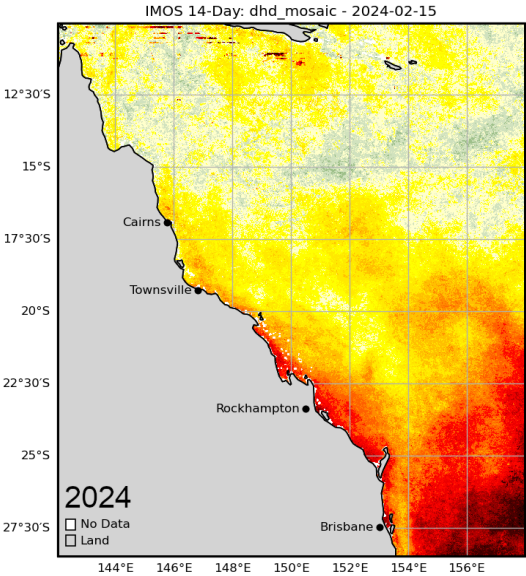 IMOS 14-Day: dhd_mosaic - 2024-02-15
12°30'S
15°S
Cairns
17°30'S
Townsville
20°S
22°30'S
Rockhampton
25°S
2024
No Data
Land
27°30'S
Brisbane
144°E 146°E 148°E 150°E 152°E 154°E 156°E